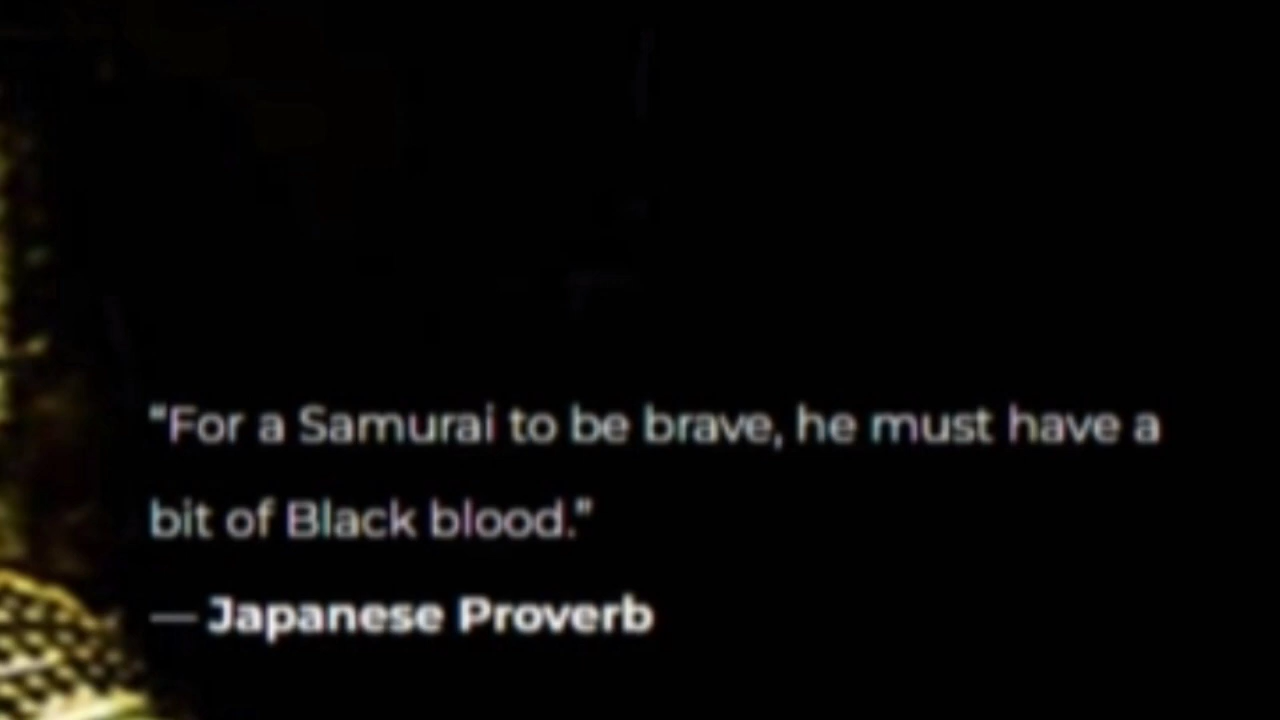 “For a Samurai to be brave, he must have a
bit of Black blood.”
— Japanese Proverb